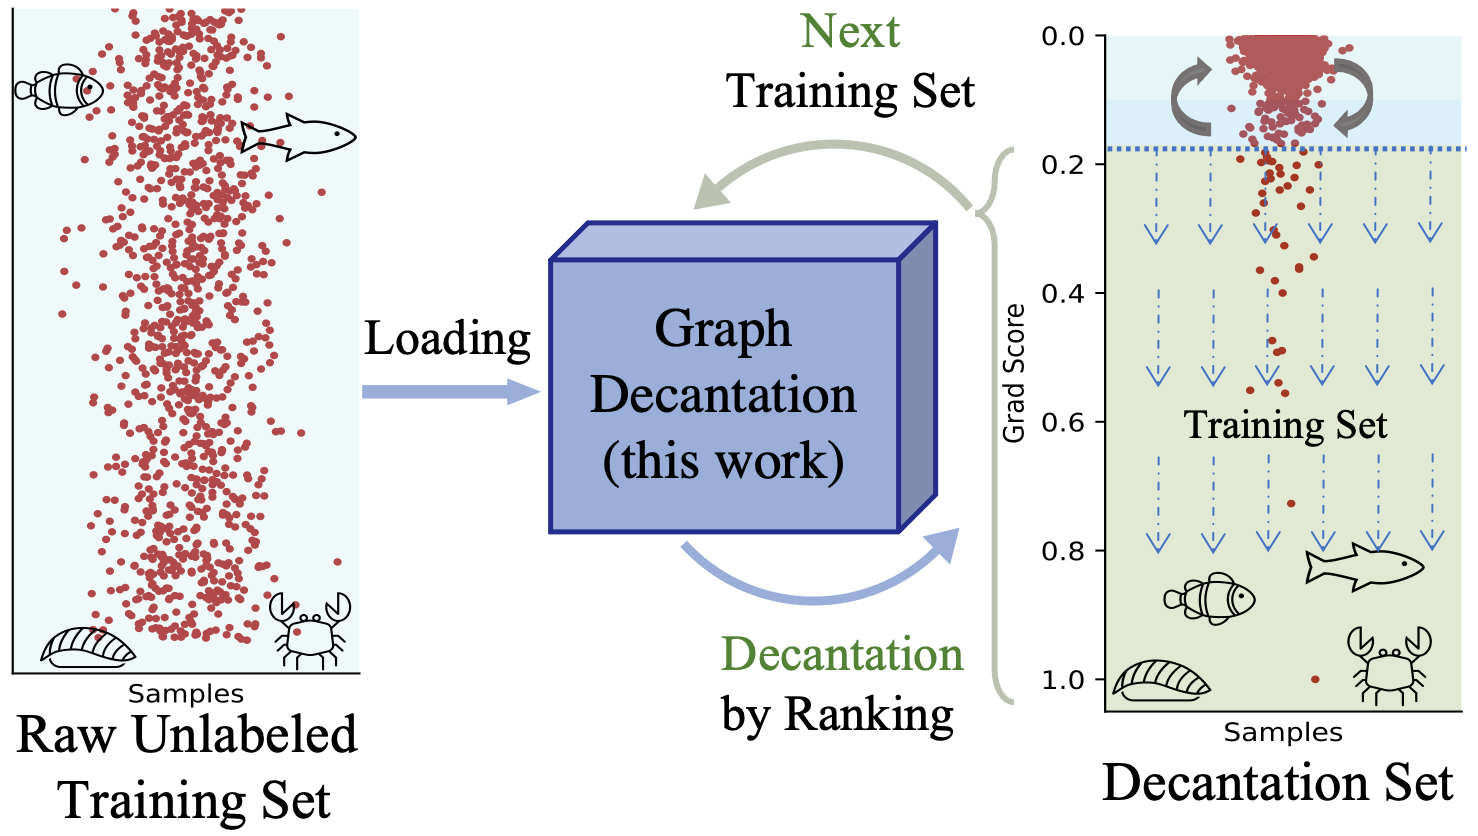 Samples
Raw Unlabeled
Training Set
Loading
Next
Training Set
Graph
Decantation
(this work)
Decantation
by Ranking
Grad Score
0.0
0.2
0.4
0.6
0.8
1.0
Training Set
Samples
Decantation Set